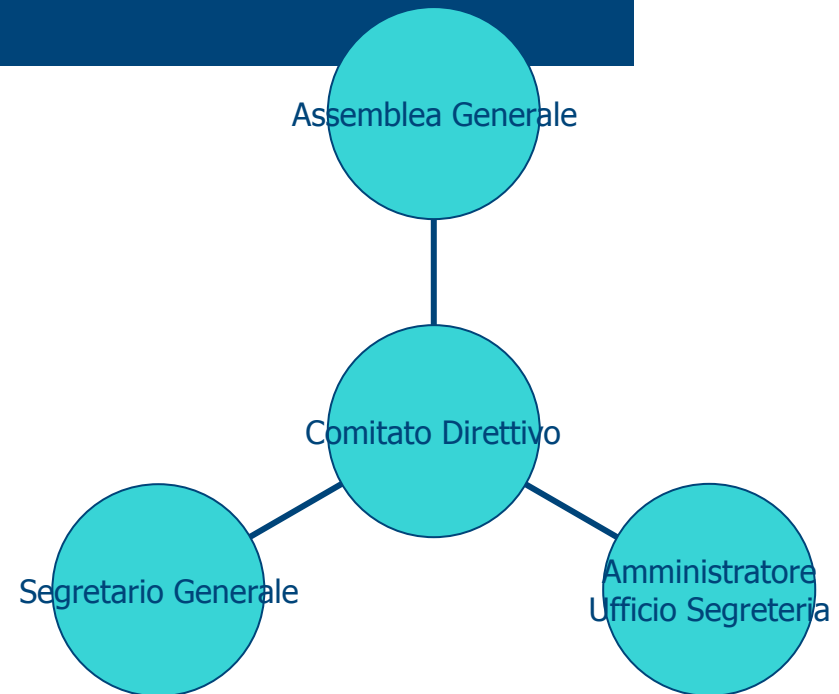 Assemblea Generale
Comitato Direttivo
Segretario Generale
Amministratore
Ufficio Segreteria